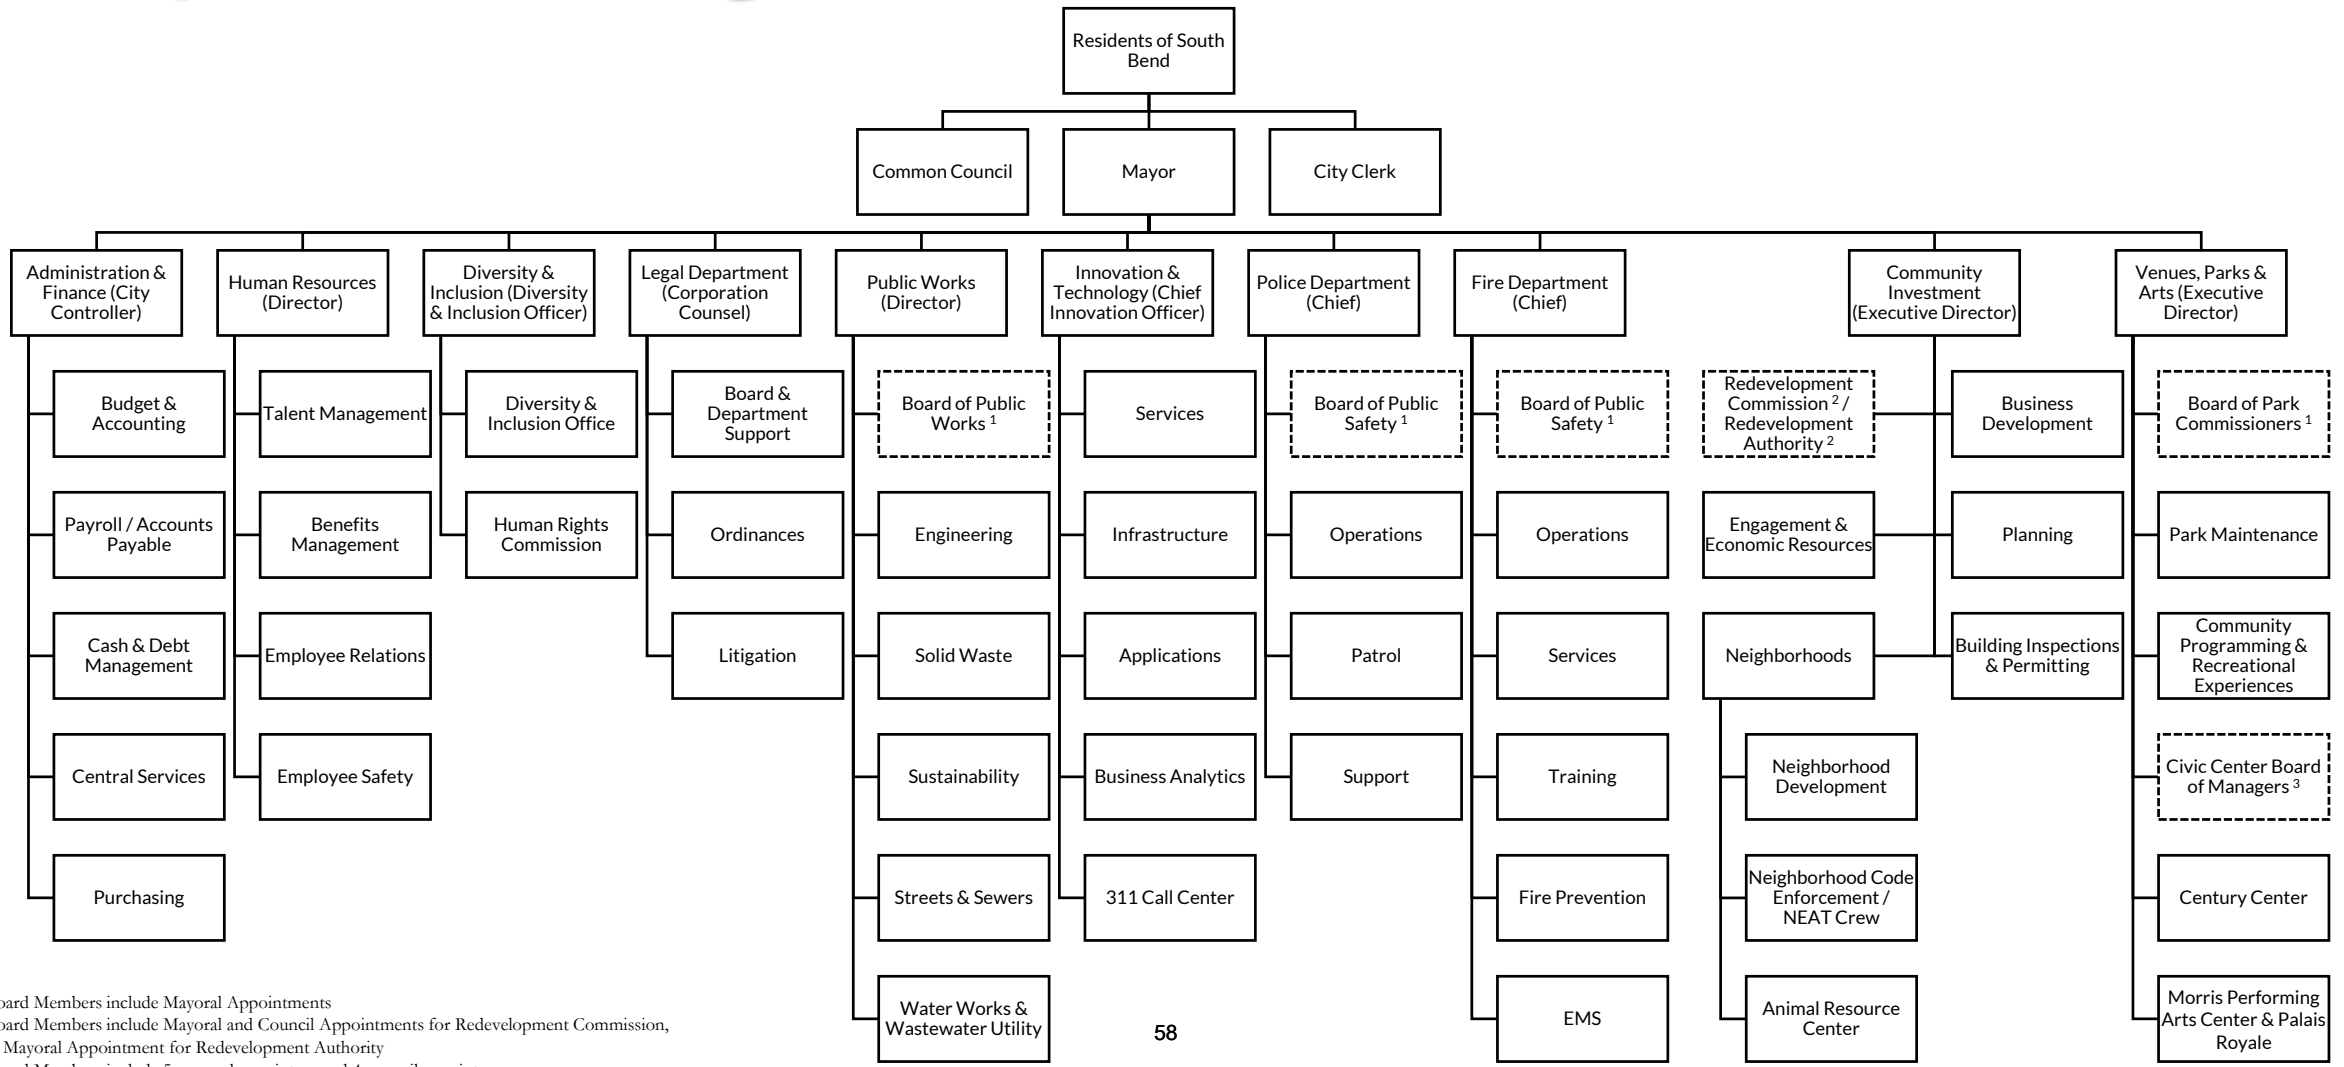 Residents of South
Bend
Common Council
Mayor
City Clerk
Administration &
Finance (City
Controller)
Human Resources
(Director)
Diversity &
Inclusion (Diversity
& Inclusion Officer)
Legal Department
(Corporation
Counsel)
Public Works
(Director)
Innovation &
Technology (Chief
Innovation Officer)
Police Department
(Chief)
Fire Department
(Chief)
Community
Investment
(Executive Director)
Venues, Parks &
Arts (Executive
Director)
Budget &
Accounting
Payroll / Accounts
Payable
Cash & Debt
Management
Central Services
Purchasing
Talent Management
Benefits
Management
Employee Relations
Employee Safety
Diversity &
Inclusion Office
Human Rights
Commission
Board &
Department
Support
Ordinances
Litigation
Board of Public
Works 1
Engineering
Solid Waste
Sustainability
Streets & Sewers
Water Works &
Wastewater Utility
Services
Infrastructure
Applications
Business Analytics
311 Call Center
Board of Public
Safety 1
Operations
Patrol
Support
Board of Public
Safety 1
Operations
Services
Training
Fire Prevention
EMS
Redevelopment
Commission 2 /
Redevelopment
Authority 2
Engagement &
Economic Resources
Neighborhoods
Neighborhood
Development
Neighborhood Code
Enforcement /
NEAT Crew
Animal Resource
Center
Business
Development
Planning
Building Inspections
& Permitting
Board of Park
Commissioners 1
Park Maintenance
Community
Programming &
Recreational
Experiences
Civic Center Board
of Managers 3
Century Center
Morris Performing
Arts Center & Palais
Royale
Members include Mayoral Appointments
Members include Mayoral and Council Appointments for Redevelopment Commission,
Mayoral Appointment for Redevelopment Authority
58